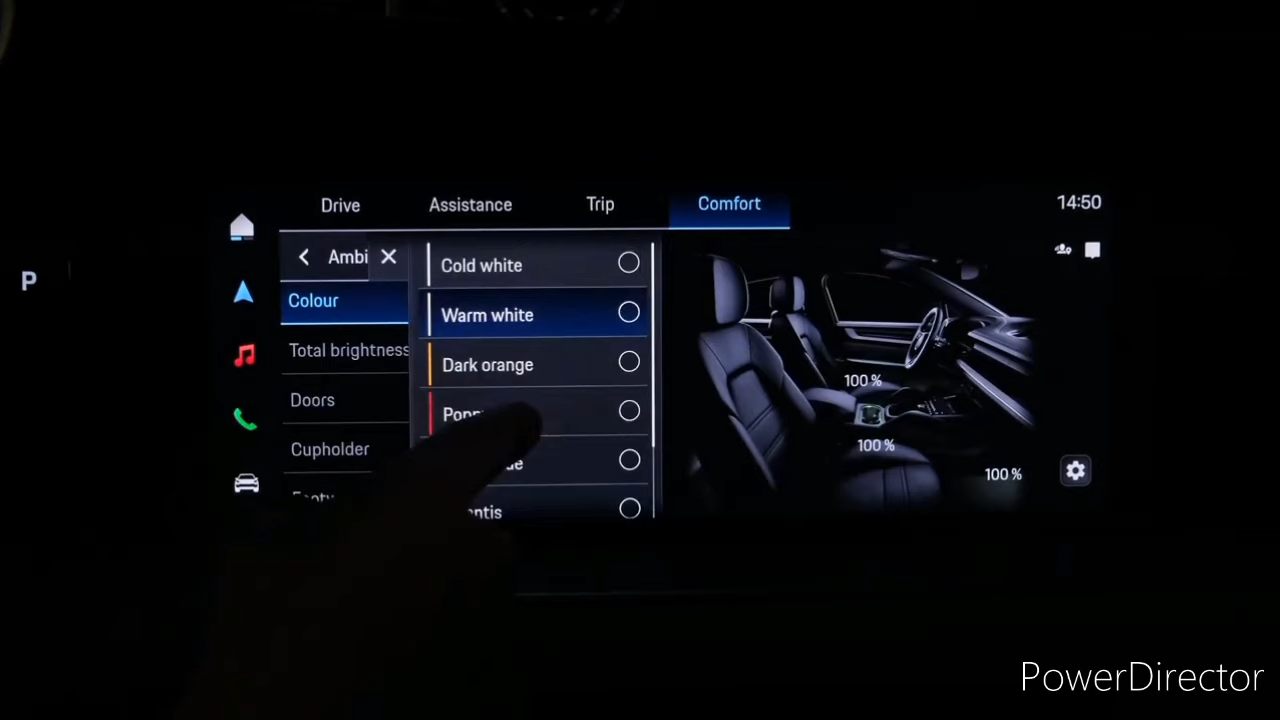 Drive
Assistance
Trip
Comfort
14:50
P
Ambi
Colour
Total brightness
Doors
Cupholder
Cold white
Warm white
Dark orange
100 %
100 %
100 %
PowerDirector